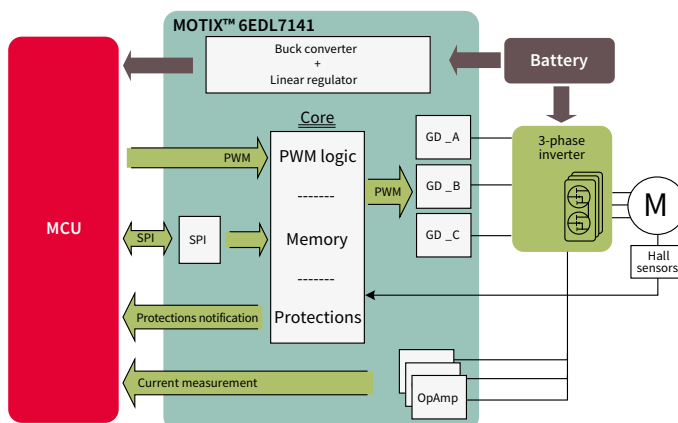 MOTIX™ 6EDL7141
Buck converter
+
Linear regulator
Battery
Core
GD _A
3-phase
inverter
PWM
PWM logic
-------
PWM
GD _B
M
MCU
SPI
SPI
Memory
GD _C
Hall
sensors
-------
Protections notification
Protections
Current measurement
OpAmp